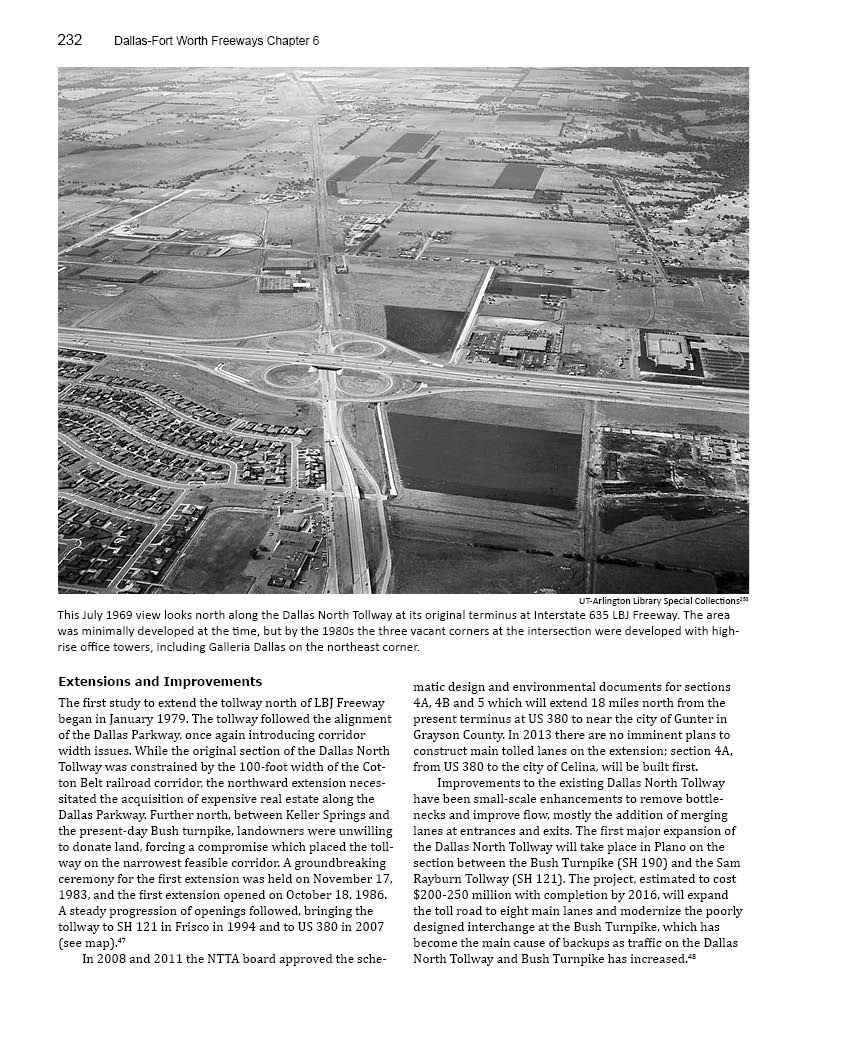 232 Dallas-Fort Worth Freeways Chapter 6
UT-Arlington Library Special Collections
This July 1969 view looks north along the Dallas North Tollway at its original terminus at Interstate 635 LBJ Freeway. The area
was minimally developed at the time, but by the 1980s the three vacant corners at the intersection were developed with high-
rise office towers, including Galleria Dallas on the northeast corner.
Extensions and Improvements
The first study to extend the tollway north of LBJ Freeway
began in January 1979. The tollway followed the alignment
of the Dallas Parkway, once again introducing corridor
width issues. While the original section of the Dallas North
Tollway was constrained by the 100-foot width of the Cot-
ton Belt railroad corridor, the northward extension neces-
sitated the acquisition of expensive real estate along the
Dallas Parkway. Further north, between Keller Springs and
the present-day Bush turnpike, landowners were unwilling
to donate land, forcing a compromise which placed the toll-
way on the narrowest feasible corridor. A groundbreaking
ceremony for the first extension was held on November 17,
1983, and the first extension opened on October 18, 1986.
A steady progression of openings followed, bringing the
tollway to SH 121 in Frisco in 1994 and to US 380 in 2007
(see map).47
In 2008 and 2011 the NTTA board approved the sche-
matic design and environmental documents for sections
4A, 4B and 5 which will extend 18 miles north from the
present terminus at US 380 to near the city of Gunter in
Grayson County. In 2013 there are no imminent plans to
construct main tolled lanes on the extension; section 4A,
from US 380 to the city of Celina, will be built first.
Improvements to the existing Dallas North Tollway
have been small-scale enhancements to remove bottle-
necks and improve flow, mostly the addition of merging
lanes at entrances and exits. The first major expansion of
the Dallas North Tollway will take place in Plano on the
section between the Bush Turnpike (SH 190) and the Sam
Rayburn Tollway (SH 121). The project, estimated to cost
$200-250 million with completion by 2016, will expand
the toll road to eight main lanes and modernize the poorly
designed interchange at the Bush Turnpike, which has
become the main cause of backups as traffic on the Dallas
North Tollway and Bush Turnpike has increased.48